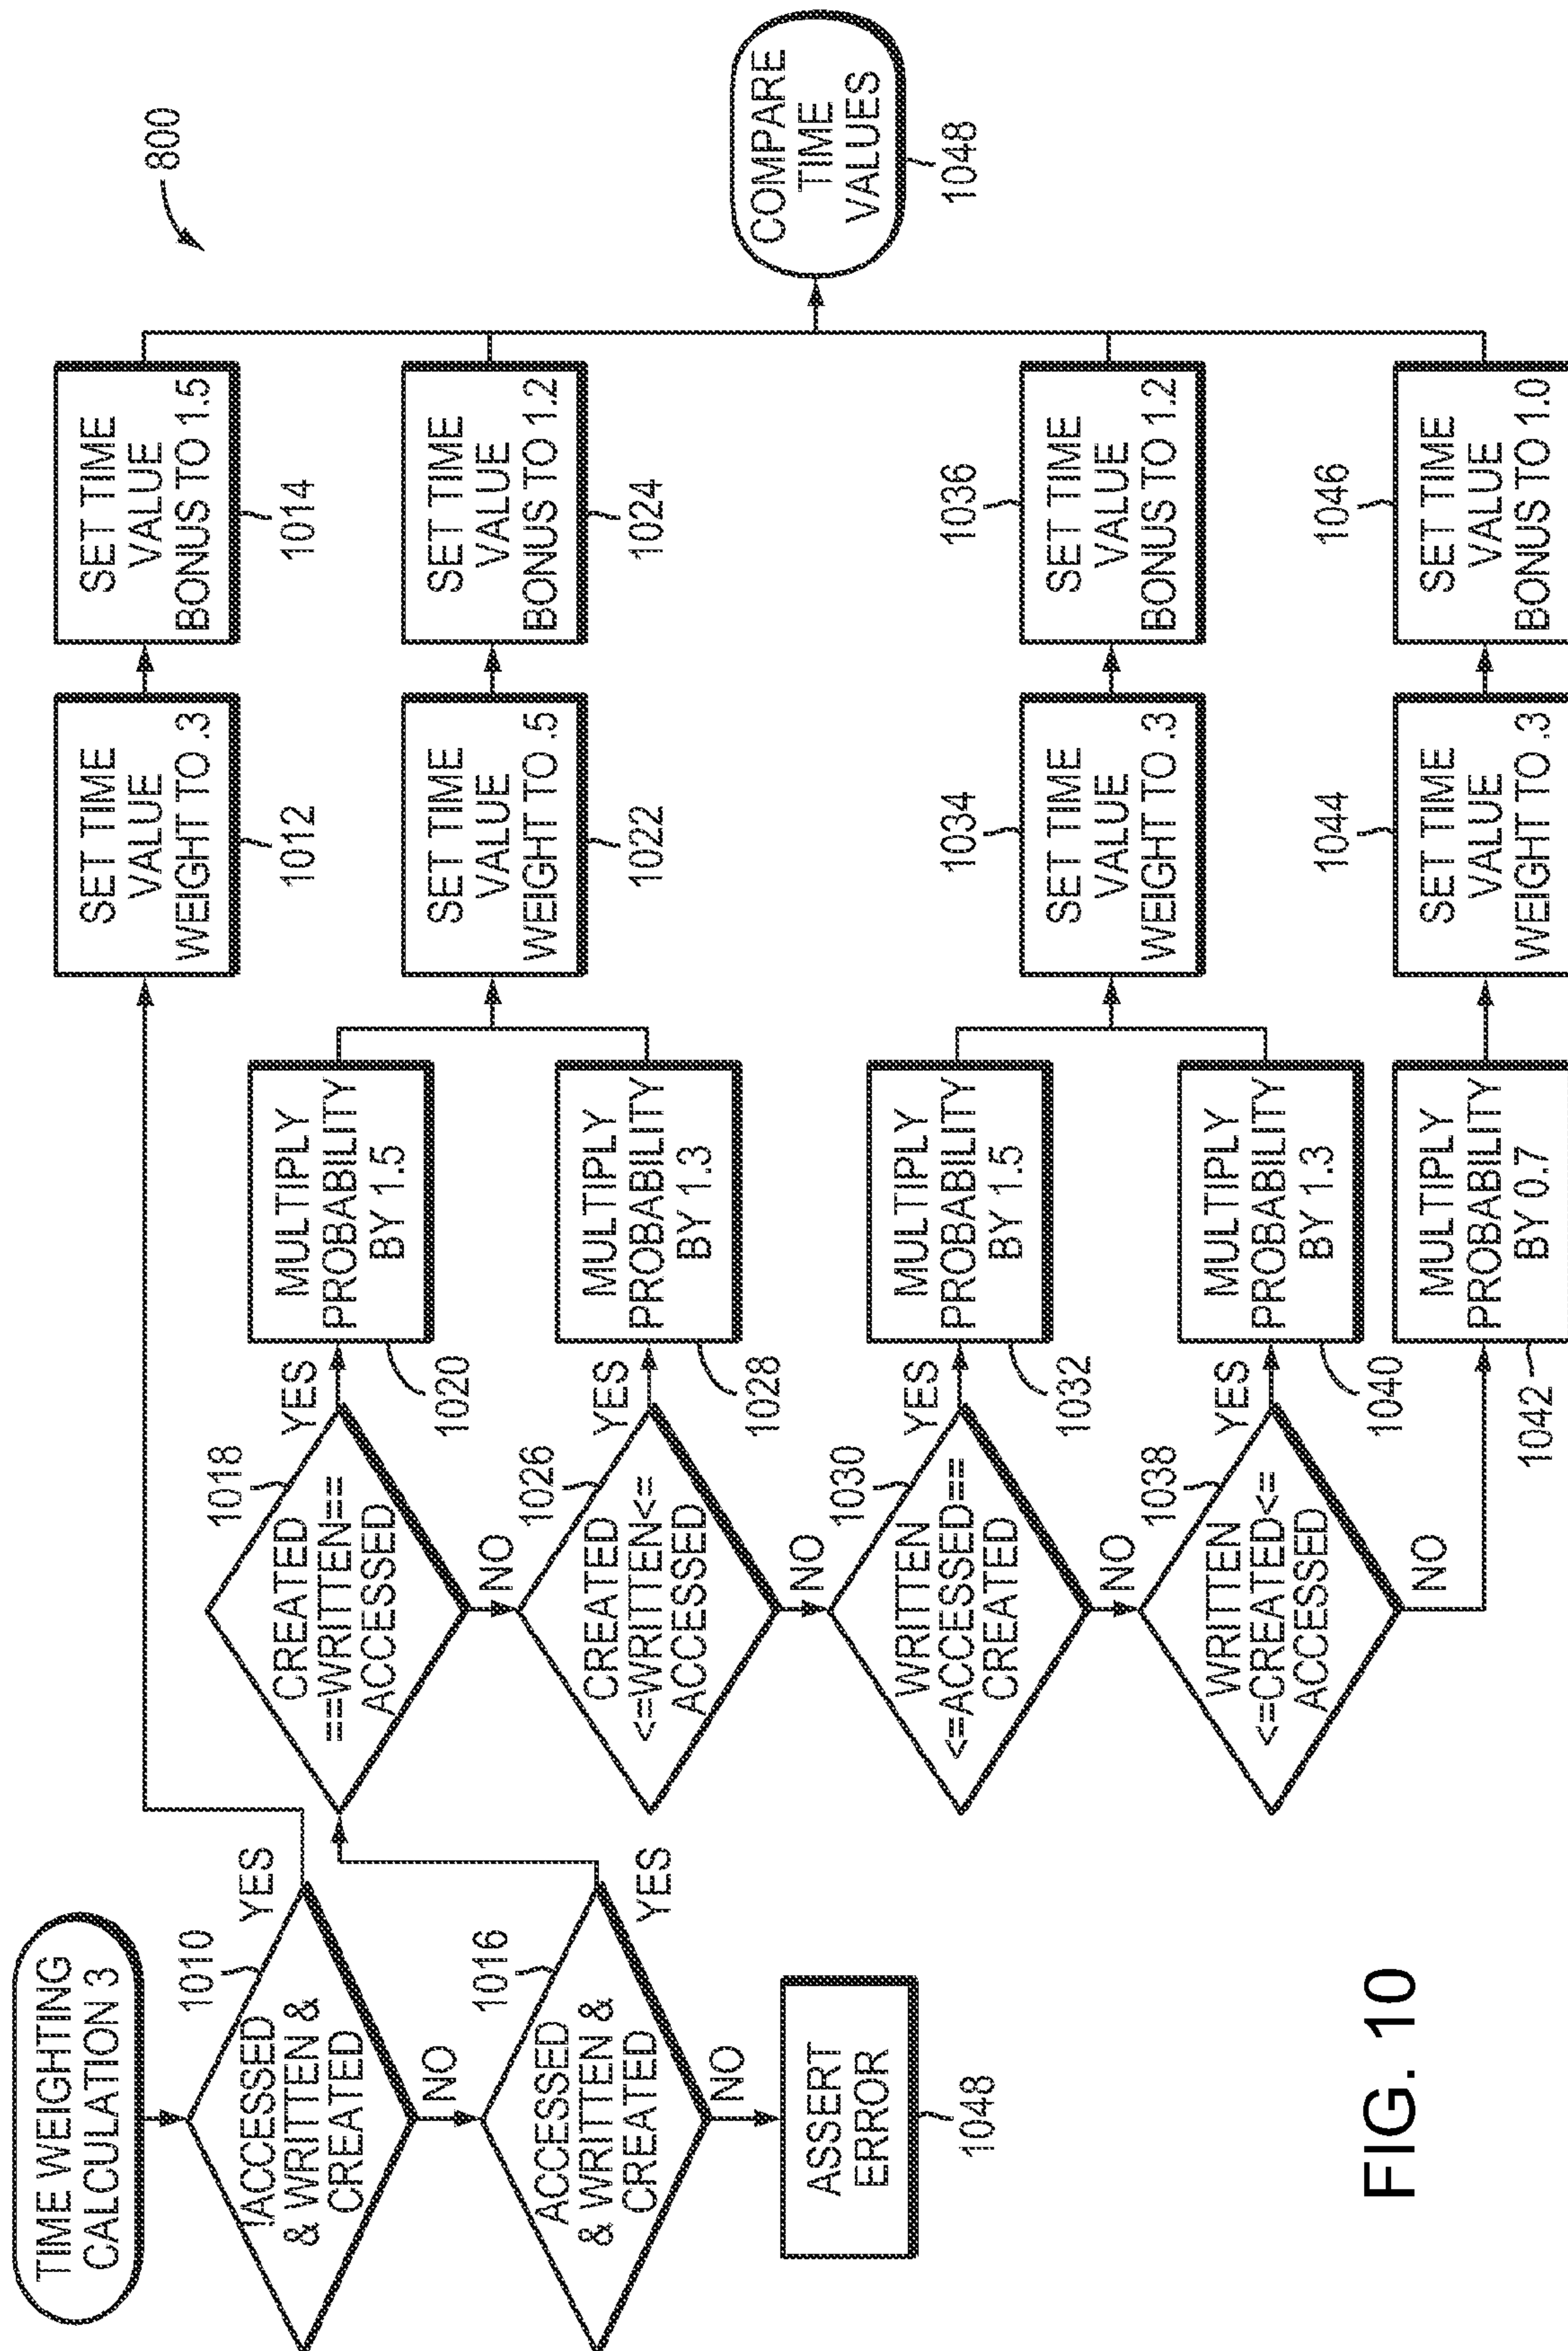 800
TIME WEIGHTING
CALCULATION 3
1010
!ACCESSED
& WRITTEN &
CREATED
YES
NO
1016
ACCESSED
& WRITTEN &
CREATED
YES
NO
ASSERT
ERROR
1048
SET TIME
VALUE
WEIGHT TO .3
1012
SET TIME
VALUE
BONUS TO 1.5
1014
1018
CREATED
==WRITTEN==
ACCESSED
YES
NO
MULTIPLY
PROBABILITY
BY 1.5
1020
SET TIME
VALUE
WEIGHT TO .5
1022
SET TIME
VALUE
BONUS TO 1.2
1024
1026
CREATED
<=WRITTEN<=
ACCESSED
YES
NO
MULTIPLY
PROBABILITY
BY 1.3
1028
1030
WRITTEN
<=ACCESSED==
CREATED
YES
NO
MULTIPLY
PROBABILITY
BY 1.5
1032
SET TIME
VALUE
WEIGHT TO .3
1034
SET TIME
VALUE
BONUS TO 1.2
1036
1038
WRITTEN
<=CREATED<=
ACCESSED
YES
NO
MULTIPLY
PROBABILITY
BY 1.3
1040
MULTIPLY
PROBABILITY
BY 0.7
1042
SET TIME
VALUE
WEIGHT TO .3
1044
SET TIME
VALUE
BONUS TO 1.0
1046
COMPARE
TIME
VALUES
1048
FIG. 10